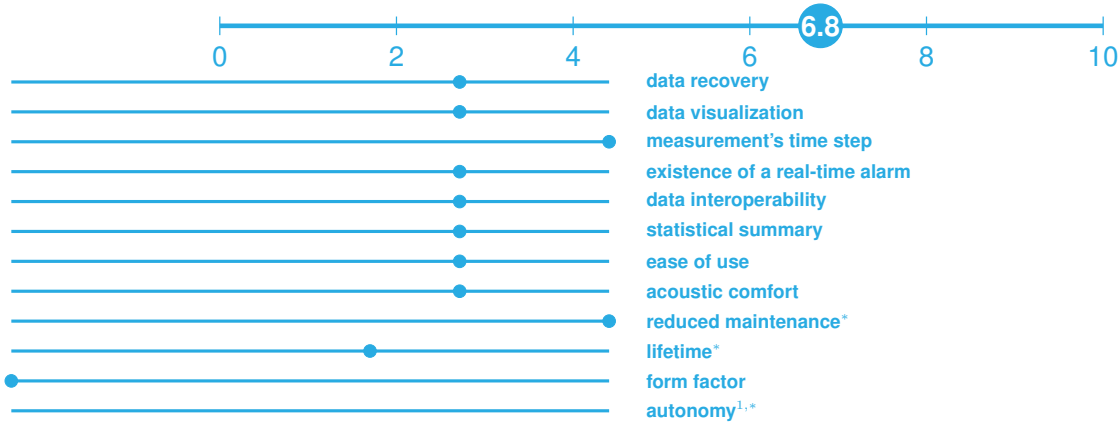 6.8
0 2 4 6 8 10
data recovery
data visualization
measurement's time step
existence of a real-time alarm
data interoperability
statistical summary
ease of use
acoustic comfort
reduced maintenance*
lifetime*
form factor
autonomy1,*